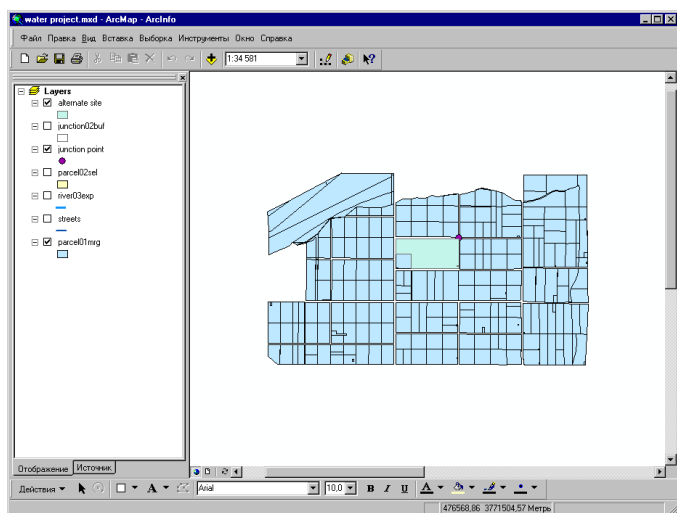 water project.mxd - ArcMap - ArcInfo
Файл Правка Вид Вставка Выборка Инструменты Окно Справка
1:34 581
Layers
alternate site
junction02buf
junction point
parcel02sel
river03exp
streets
parcel01mrg
Отображение Источник
Действия A Arial 10,0 B I U A
476568,86 3771504,57 Метры